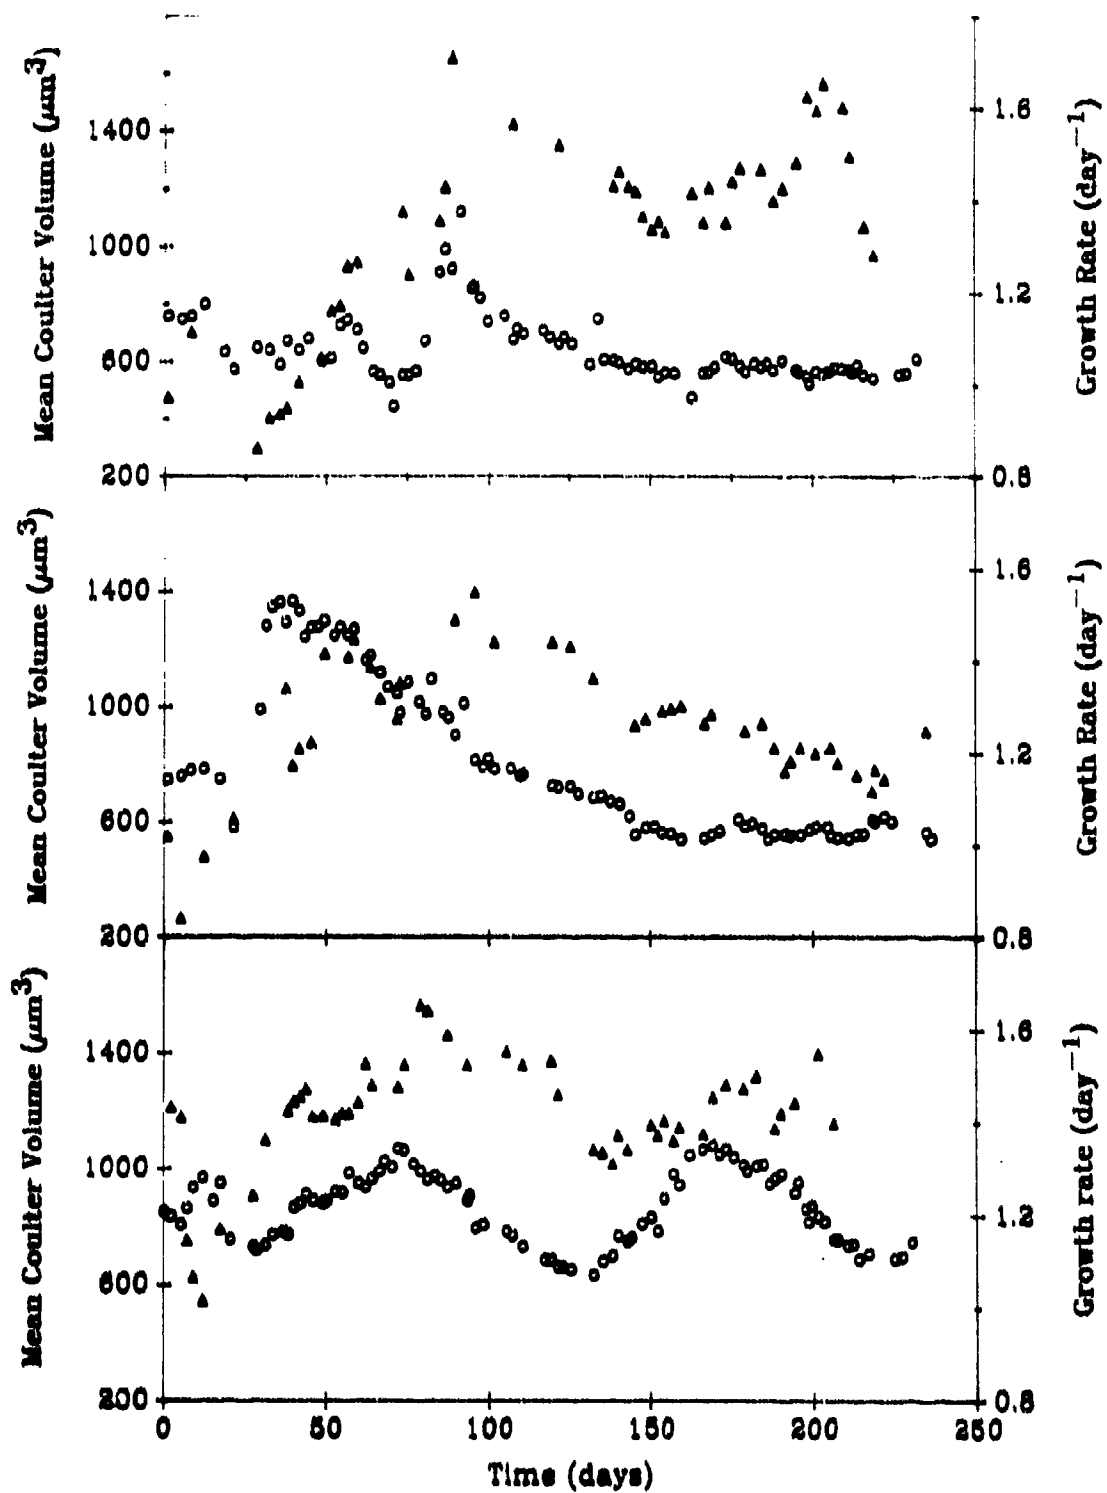 Mean Coulter Volume (μm³)
1400
1000
600
200
1.6
1.2
0.8
Growth Rate (day⁻¹)
Mean Coulter Volume (μm³)
1400
1000
600
200
1.6
1.2
0.8
Growth Rate (day⁻¹)
Mean Coulter Volume (μm³)
1400
1000
600
200
1.6
1.2
0.8
Growth rate (day⁻¹)
0 50 100 150 200 250
Time (days)